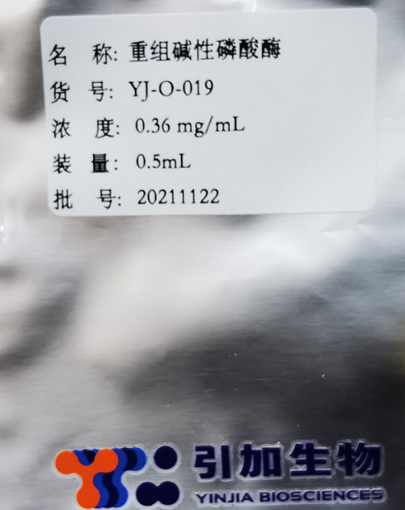 名 称: 重组碱性磷酸酶
货 号: YJ-O-019
浓 度: 0.36 mg/mL
装 量: 0.5mL
批 号: 20211122
引加生物
YINJIA BIOSCIENCES